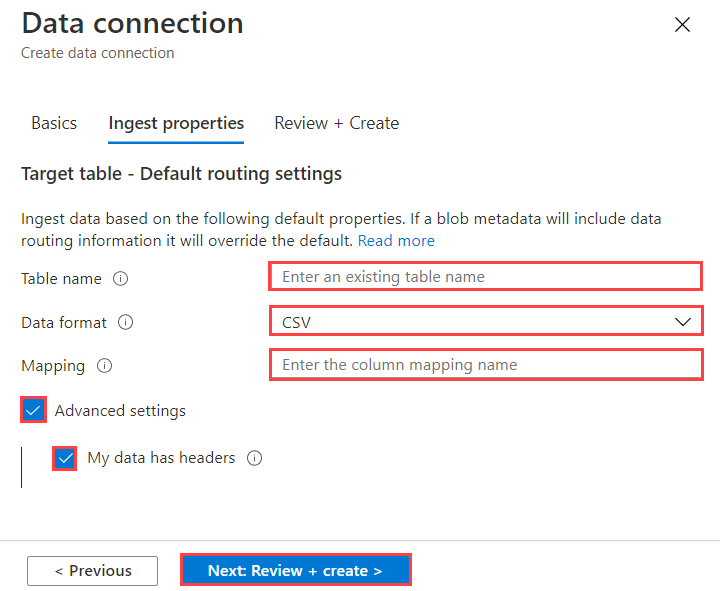 Data connection
Create data connection
Basics Ingest properties Review + Create
Target table - Default routing settings
Ingest data based on the following default properties. If a blob metadata will include data
routing information it will override the default. Read more
Table name Enter an existing table name
Data format CSV
Mapping Enter the column mapping name
Advanced settings
My data has headers
< Previous Next: Review + create >